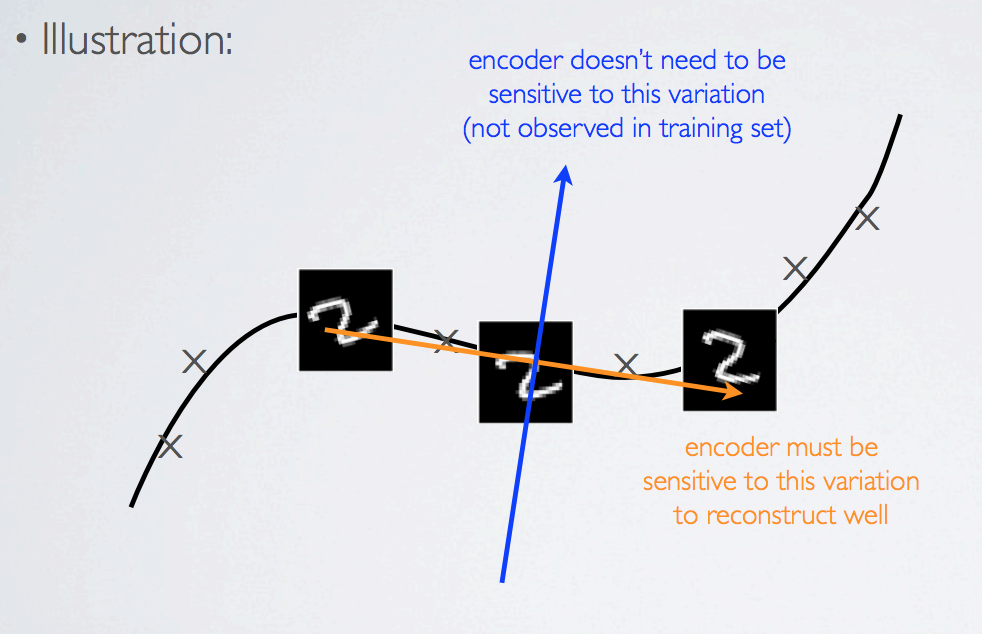 • Illustration:
encoder doesn't need to be
sensitive to this variation
(not observed in training set)
encoder must be
sensitive to this variation
to reconstruct well